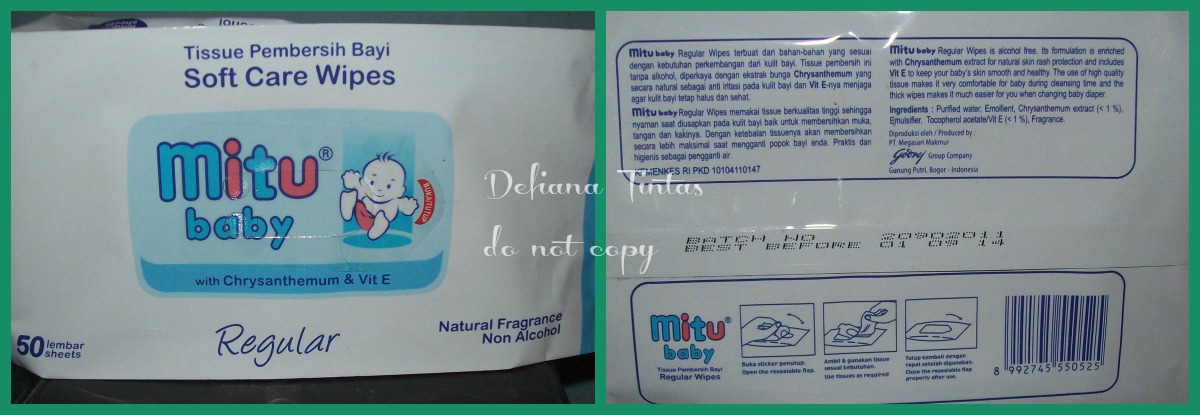 Tissue Pembersih Bayi
Soft Care Wipes
mitu®
baby
BUKA/TUTUP
with Chrysanthemum & Vit E
50 lembar
sheets
Regular
Natural Fragrance
Non Alcohol
mitu baby Regular Wipes terbuat dari bahan-bahan yang sesuai
dengan kebutuhan perkembangan dari kulit bayi. Tissue pembersih ini
tanpa alkohol, diperkaya dengan ekstrak bunga Chrysanthemum yang
secara natural sebagai anti iritasi pada kulit bayi dan Vit E-nya menjaga
agar kulit bayi tetap halus dan sehat.
mitu baby Regular Wipes memakai tissue berkualitas tinggi sehingga
nyaman saat diusapkan pada kulit bayi baik untuk membersihkan muka,
tangan dan kakinya. Dengan ketebalan tissuenya akan membersihkan
secara lebih maksimal saat mengganti popok bayi anda. Praktis dan
higienis sebagai pengganti air.
KEMENKES RI PKD 10104110147
mitu baby Regular Wipes is alcohol free. Its formulation is enriched
with Chrysanthemum extract for natural skin rash protection and includes
Vit E to keep your baby's skin smooth and healthy. The use of high quality
tissue makes it very comfortable for baby during cleansing time and the
thick wipes makes it much easier for you when changing baby diaper.
Ingredients : Purified water, Emollient, Chrysanthemum extract (< 1 %),
Emulsifier, Tocopherol acetate/Vit E (< 1 %), Fragrance.
Diproduksi oleh / Produced by :
PT. Megasari Makmur
Godrej Group Company
Gunung Putri, Bogor - Indonesia
Defiana Tintas
do not copy
BATCH NO
BEST BEFORE
mitu®
baby
Tissue Pembersih Bayi
Regular Wipes
Buka sticker penutup.
Open the resealable flap.
Ambil & gunakan tissue
sesuai kebutuhan.
Use tissues as required
Tutup kembali dengan
rapat setelah digunakan.
Close the resealable flap
properly after use.
8 992745 550525